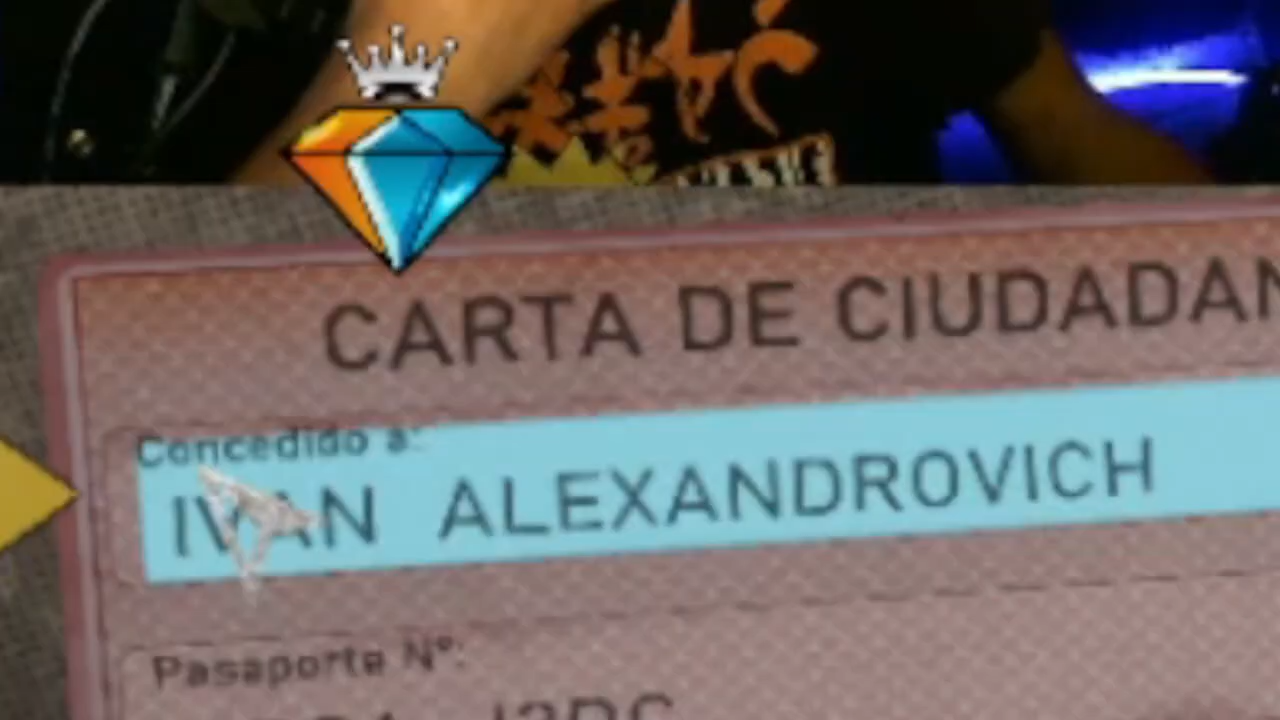 CARTA DE CIUDADAN
Concedido a:
IVAN ALEXANDROVICH
Pasaporte Nº: